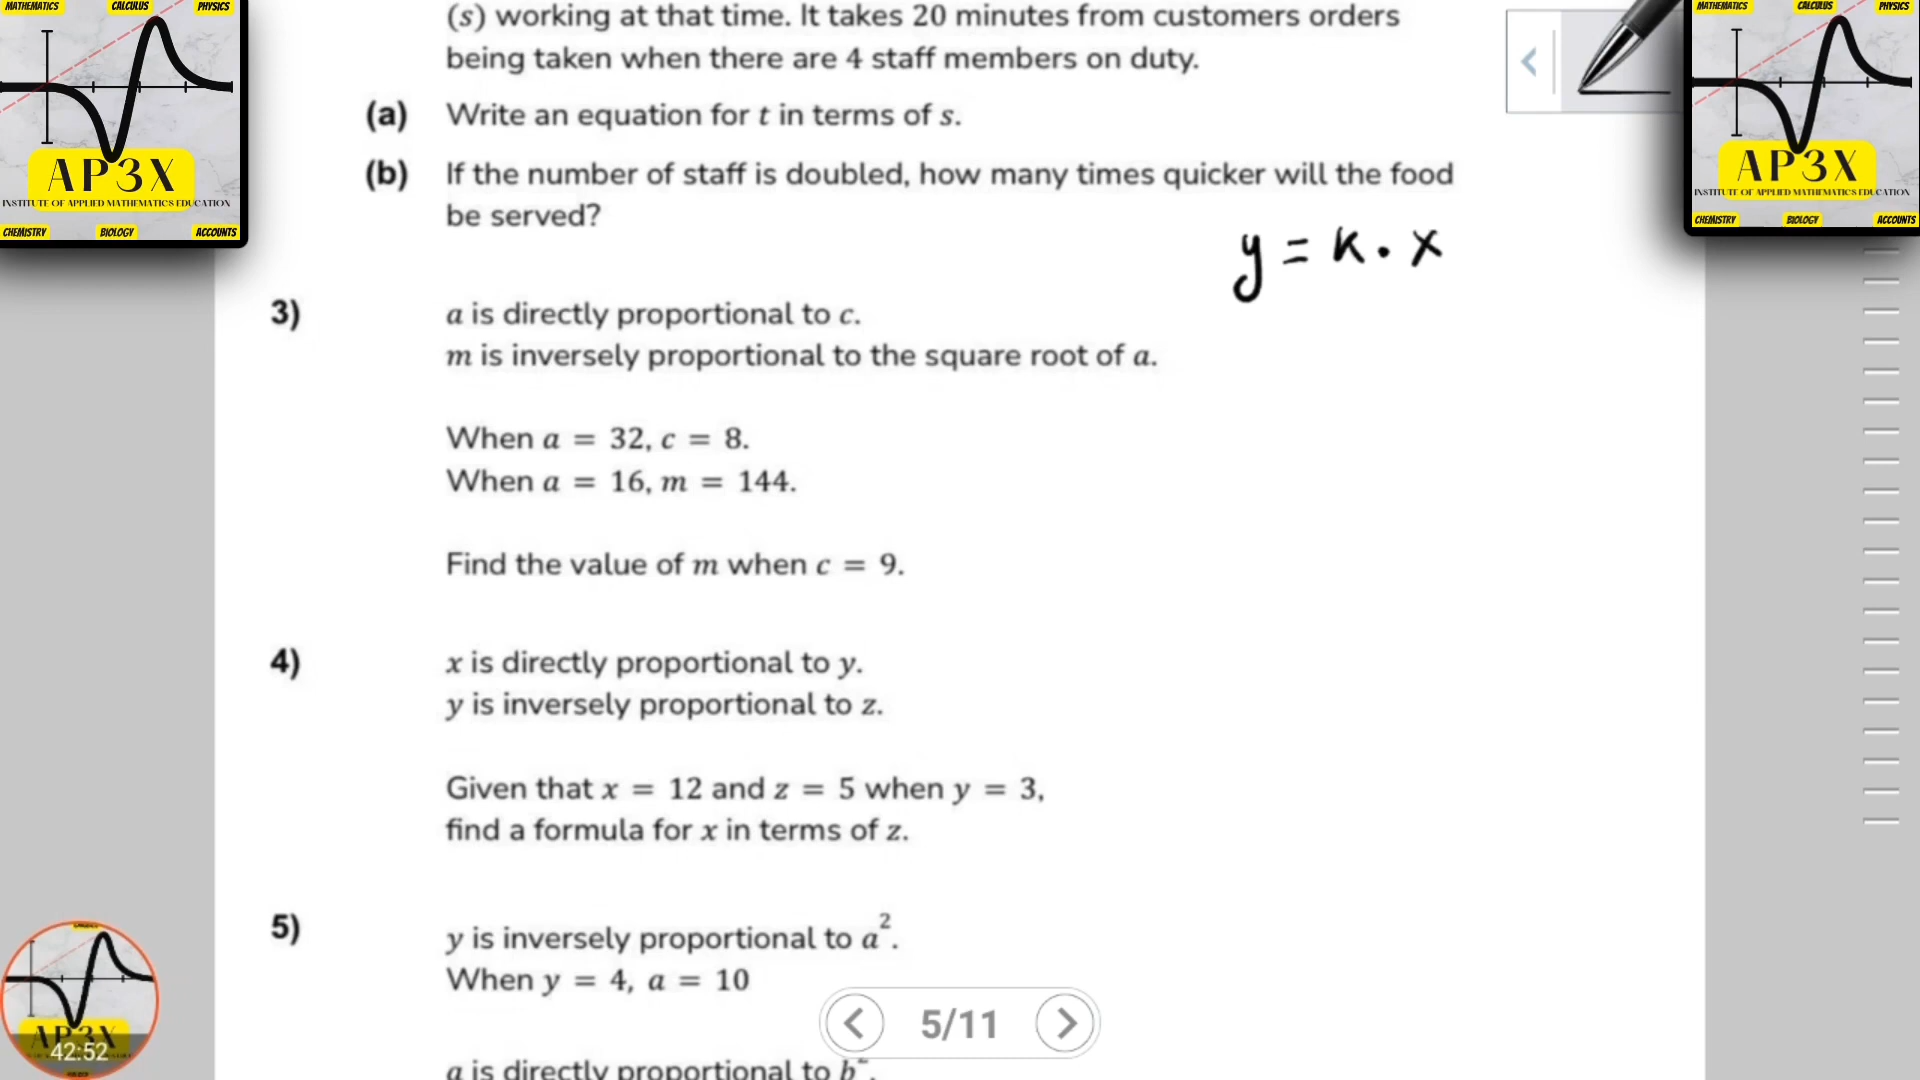 MATHEMATICS CALCULUS PHYSICS
AP3X
INSTITUTE OF APPLIED MATHEMATICS EDUCATION
CHEMISTRY BIOLOGY ACCOUNTS
(s) working at that time. It takes 20 minutes from customers orders
being taken when there are 4 staff members on duty.
(a) Write an equation for t in terms of s.
(b) If the number of staff is doubled, how many times quicker will the food
be served?
y = k · x
MATHEMATICS CALCULUS PHYSICS
AP3X
INSTITUTE OF APPLIED MATHEMATICS EDUCATION
CHEMISTRY BIOLOGY ACCOUNTS
3) a is directly proportional to c.
m is inversely proportional to the square root of a.
When a = 32, c = 8.
When a = 16, m = 144.
Find the value of m when c = 9.
4) x is directly proportional to y.
y is inversely proportional to z.
Given that x = 12 and z = 5 when y = 3,
find a formula for x in terms of z.
5) y is inversely proportional to a².
When y = 4, a = 10
5/11
a is directly proportional to b².
AP3X
42:52